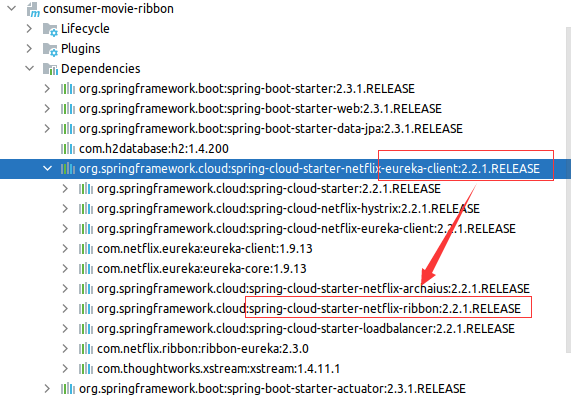 consumer-movie-ribbon
Lifecycle
Plugins
Dependencies
org.springframework.boot:spring-boot-starter:2.3.1.RELEASE
org.springframework.boot:spring-boot-starter-web:2.3.1.RELEASE
org.springframework.boot:spring-boot-starter-data-jpa:2.3.1.RELEASE
com.h2database:h2:1.4.200
org.springframework.cloud:spring-cloud-starter-netflix-eureka-client:2.2.1.RELEASE
org.springframework.cloud:spring-cloud-starter:2.2.1.RELEASE
org.springframework.cloud:spring-cloud-netflix-hystrix:2.2.1.RELEASE
org.springframework.cloud:spring-cloud-netflix-eureka-client:2.2.1.RELEASE
com.netflix.eureka:eureka-client:1.9.13
com.netflix.eureka:eureka-core:1.9.13
org.springframework.cloud:spring-cloud-starter-netflix-archaius:2.2.1.RELEASE
org.springframework.cloud:spring-cloud-starter-netflix-ribbon:2.2.1.RELEASE
org.springframework.cloud:spring-cloud-starter-loadbalancer:2.2.1.RELEASE
com.netflix.ribbon:ribbon-eureka:2.3.0
com.thoughtworks.xstream:xstream:1.4.11.1
org.springframework.boot:spring-boot-starter-actuator:2.3.1.RELEASE